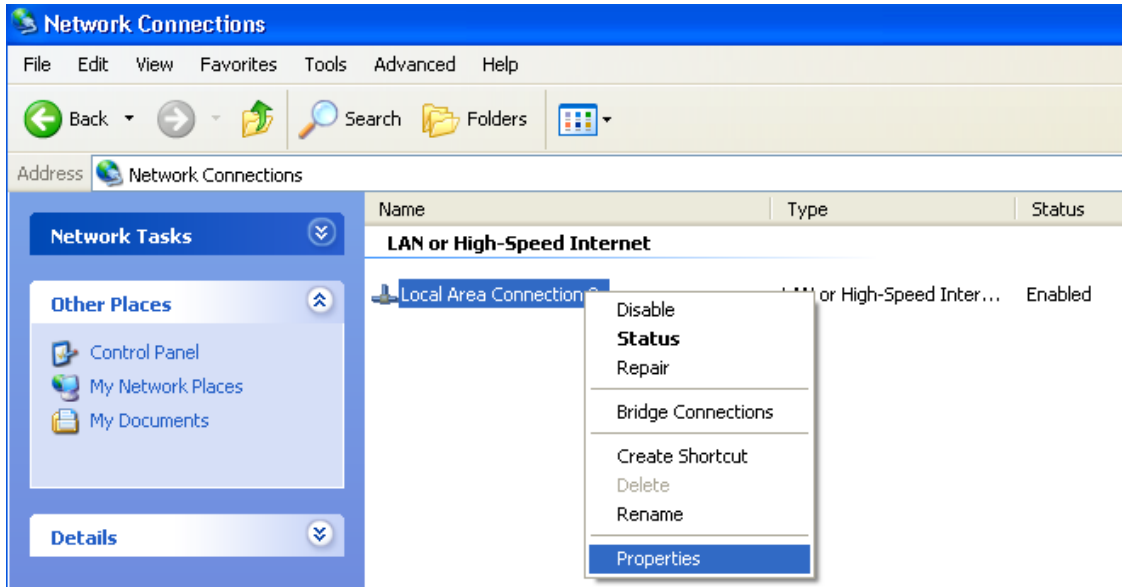 Network Connections
File Edit View Favorites Tools Advanced Help
Back Search Folders
Address Network Connections
Name Type Status
Network Tasks
LAN or High-Speed Internet
Other Places
Local Area Connection or High-Speed Inter... Enabled
Control Panel
My Network Places
My Documents
Details
Disable
Status
Repair
Bridge Connections
Create Shortcut
Delete
Rename
Properties